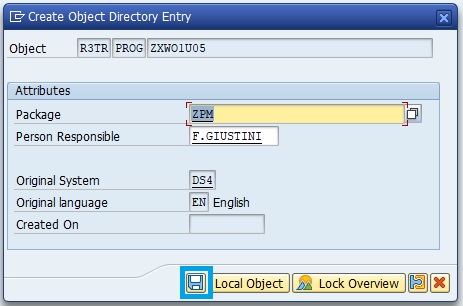 Create Object Directory Entry
Object R3TR PROG ZXWO1U05
Attributes
Package ZPM
Person Responsible F.GIUSTINI
Original System DS4
Original language EN English
Created On
Local Object Lock Overview